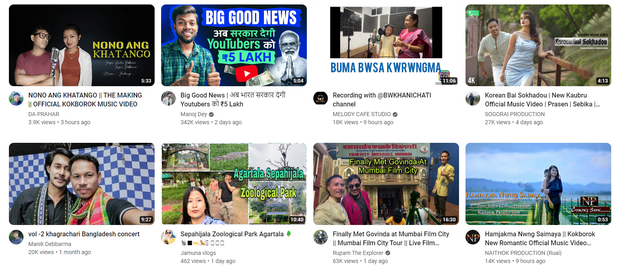 NONO ANG
KHATANGO
5:33
NONO ANG KHATANGO || THE MAKING
|| OFFICIAL KOKBOROK MUSIC VIDEO
DA PRAHAR
3.9K views • 3 hours ago
BIG GOOD NEWS
अब सरकार देगी
YouTubers को
₹5 LAKH
5:04
Big Good News | अब भारत सरकार देगी
Youtubers को ₹5 Lakh
Manoj Dey
342K views • 2 days ago
BUMA BWSA KWRWNGMA
11:06
Recording with @BWKHANICHATI
channel
MELODY CAFE STUDIO
18K views • 9 hours ago
4K
Korean Bai Sokhadou
4:13
Korean Bai Sokhadou | New Kaubru
Official Music Video | Prasen | Sebika |...
SOGORAI PRODUCTION
27K views • 4 days ago
9:27
vol -2 khagrachari Bangladesh concert
Manik Debbarma
20K views • 1 month ago
Agartala Sepahijala
Zoological Park
10:40
Sepahijala Zoological Park Agartala
Jamuna vlogs
462 views • 1 day ago
Finally Met Govinda At
Mumbai Film City
16:30
Finally Met Govinda at Mumbai Film City
|| Mumbai Film City Tour || Live Film...
Rupam The Explorer
63K views • 1 day ago
HAMJAKMA NWNG SAIMAYA
NP
0:53
Hamjakma Nwng Saimaya || Kokborok
New Romantic Official Music Video...
NAITHOK PRODUCTION (Ruai)
14K views • 9 hours ago